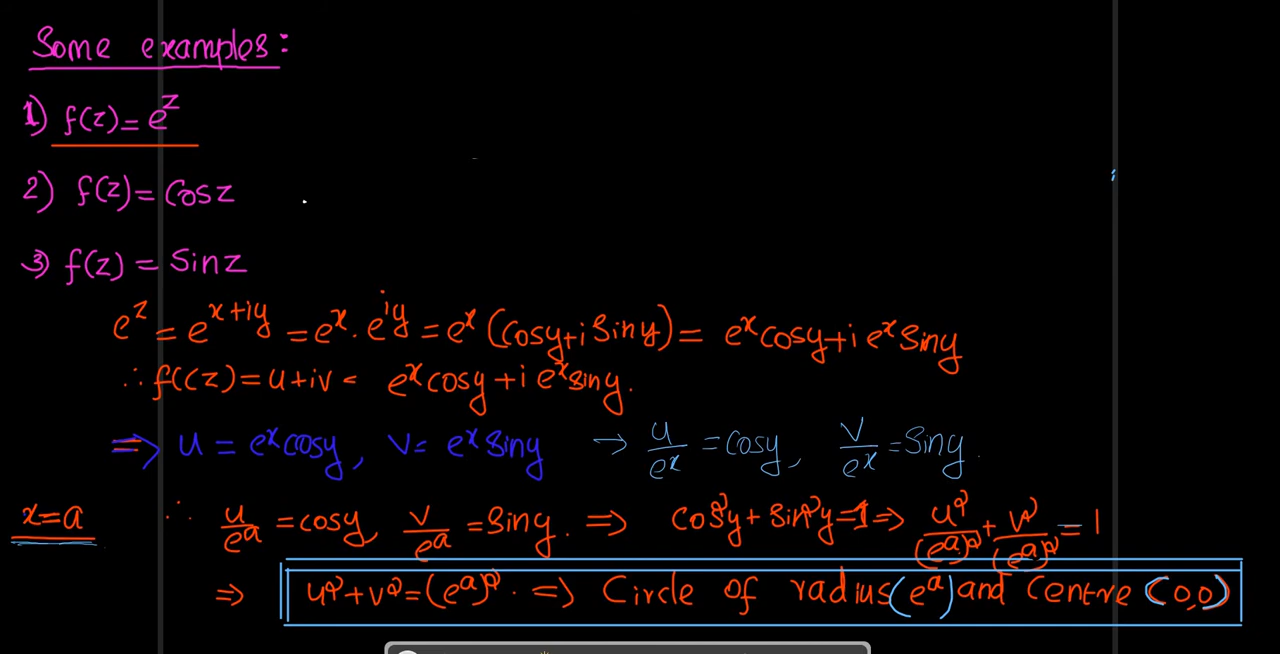 Some examples:
1) f(z) = e^z
2) f(z) = Cosz
3) f(z) = Sinz
e^z = e^{x+iy} = e^x . e^{iy} = e^x (Cosy + i Siny) = e^x cosy + i e^x Siny
∴ f((z) = u + iv = e^x cosy + i e^x siny.
⇒ u = e^x cosy, v = e^x Siny → u/e^x = Cosy, v/e^x = Siny.
x = a ∴ u/e^a = cosy, v/e^a = Siny. ⇒ Cos²y + Sin²y = 1 ⇒ u²/(e^a)² + v²/(e^a)² = 1
⇒ u² + v² = (e^a)². ⇒ Circle of radius (e^a) and Centre (0,0)